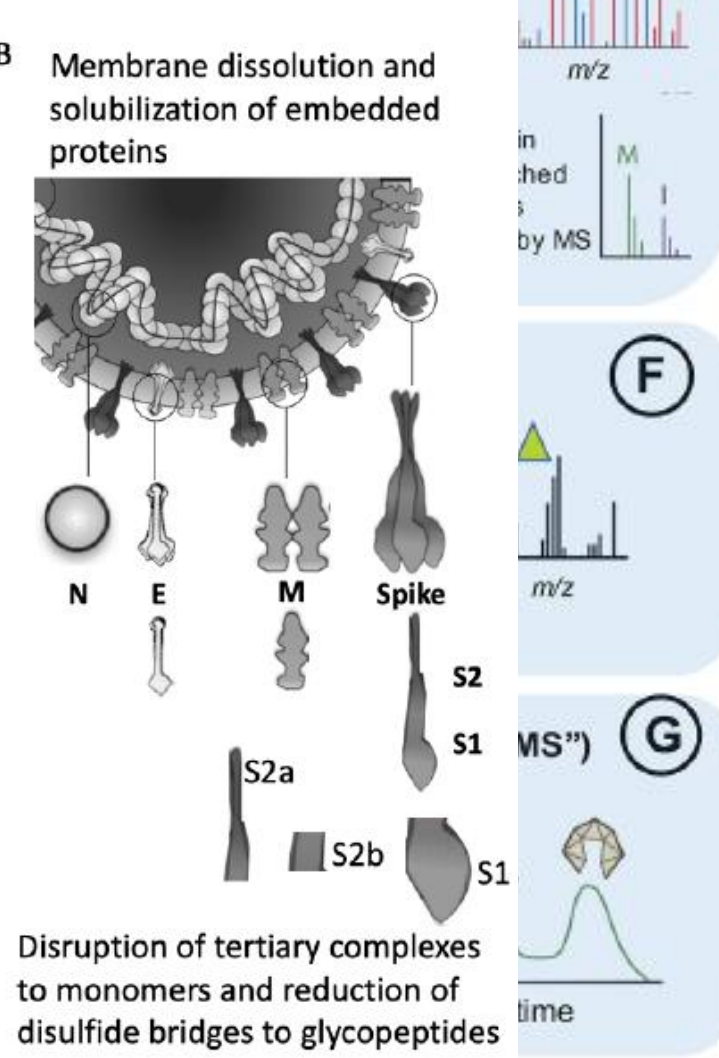 B
Membrane dissolution and
solubilization of embedded
proteins
N
E
M
Spike
S2
S1
S2a
S2b
S1
Disruption of tertiary complexes
to monomers and reduction of
disulfide bridges to glycopeptides
m/z
in
ched
s
by MS
M
I
F
m/z
MS”)
G
time